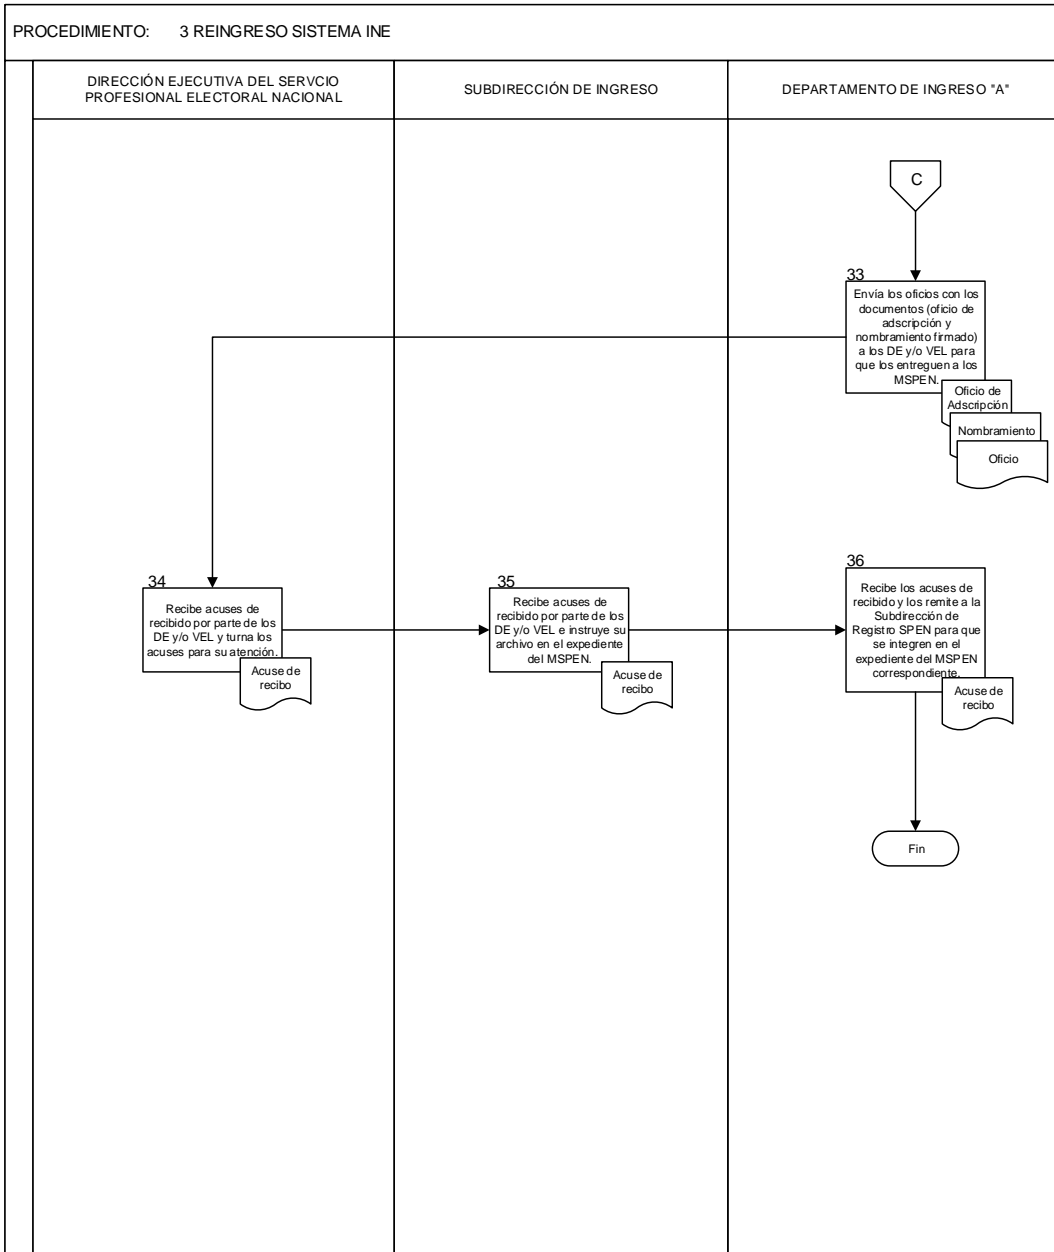 PROCEDIMIENTO: 3 REINGRESO SISTEMA INE
DIRECCIÓN EJECUTIVA DEL SERVCIO
PROFESIONAL ELECTORAL NACIONAL
SUBDIRECCIÓN DE INGRESO
DEPARTAMENTO DE INGRESO "A"
C
33
Envía los oficios con los
documentos (oficio de
adscripción y
nombramiento firmado)
a los DE y/o VEL para
que los entreguen a los
MSPEN.
Oficio de
Adscripción
Nombramiento
Oficio
34
Recibe acuses de
recibido por parte de los
DE y/o VEL y turna los
acuses para su atención.
Acuse de
recibo
35
Recibe acuses de
recibido por parte de los
DE y/o VEL e instruye su
archivo en el expediente
del MSPEN.
Acuse de
recibo
36
Recibe los acuses de
recibido y los remite a la
Subdirección de
Registro SPEN para que
se integren en el
expediente del MSPEN
correspondiente.
Acuse de
recibo
Fin